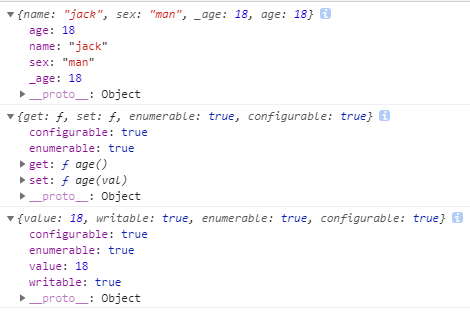 ▼{name: "jack", sex: "man", _age: 18, age: 18} i
age: 18
name: "jack"
sex: "man"
_age: 18
▶__proto__: Object
▼{get: ƒ, set: ƒ, enumerable: true, configurable: true} i
configurable: true
enumerable: true
▶get: ƒ age()
▶set: ƒ age(val)
▶__proto__: Object
▼{value: 18, writable: true, enumerable: true, configurable: true} i
configurable: true
enumerable: true
value: 18
writable: true
▶__proto__: Object